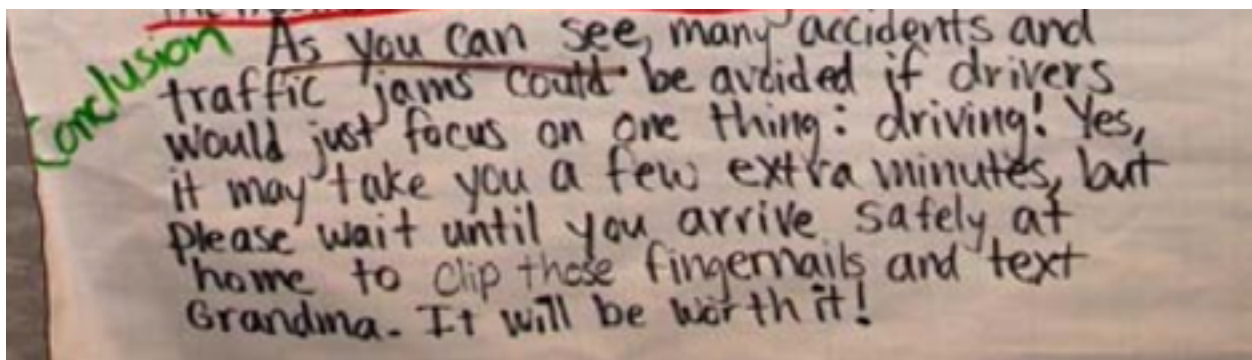 Conclusion
As you can see, many accidents and
traffic jams could be avoided if drivers
would just focus on one thing: driving! Yes,
it may take you a few extra minutes, but
please wait until you arrive safely at
home to clip those fingernails and text
Grandma. It will be worth it!